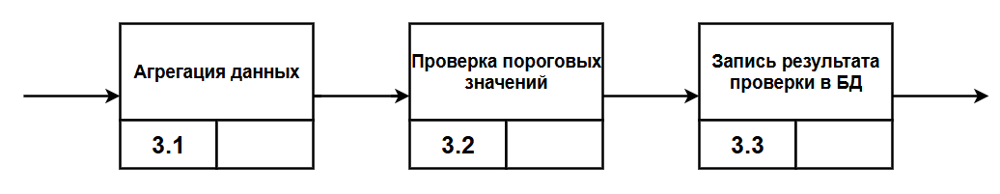 Агрегация данных
3.1
Проверка пороговых
значений
3.2
Запись результата
проверки в БД
3.3